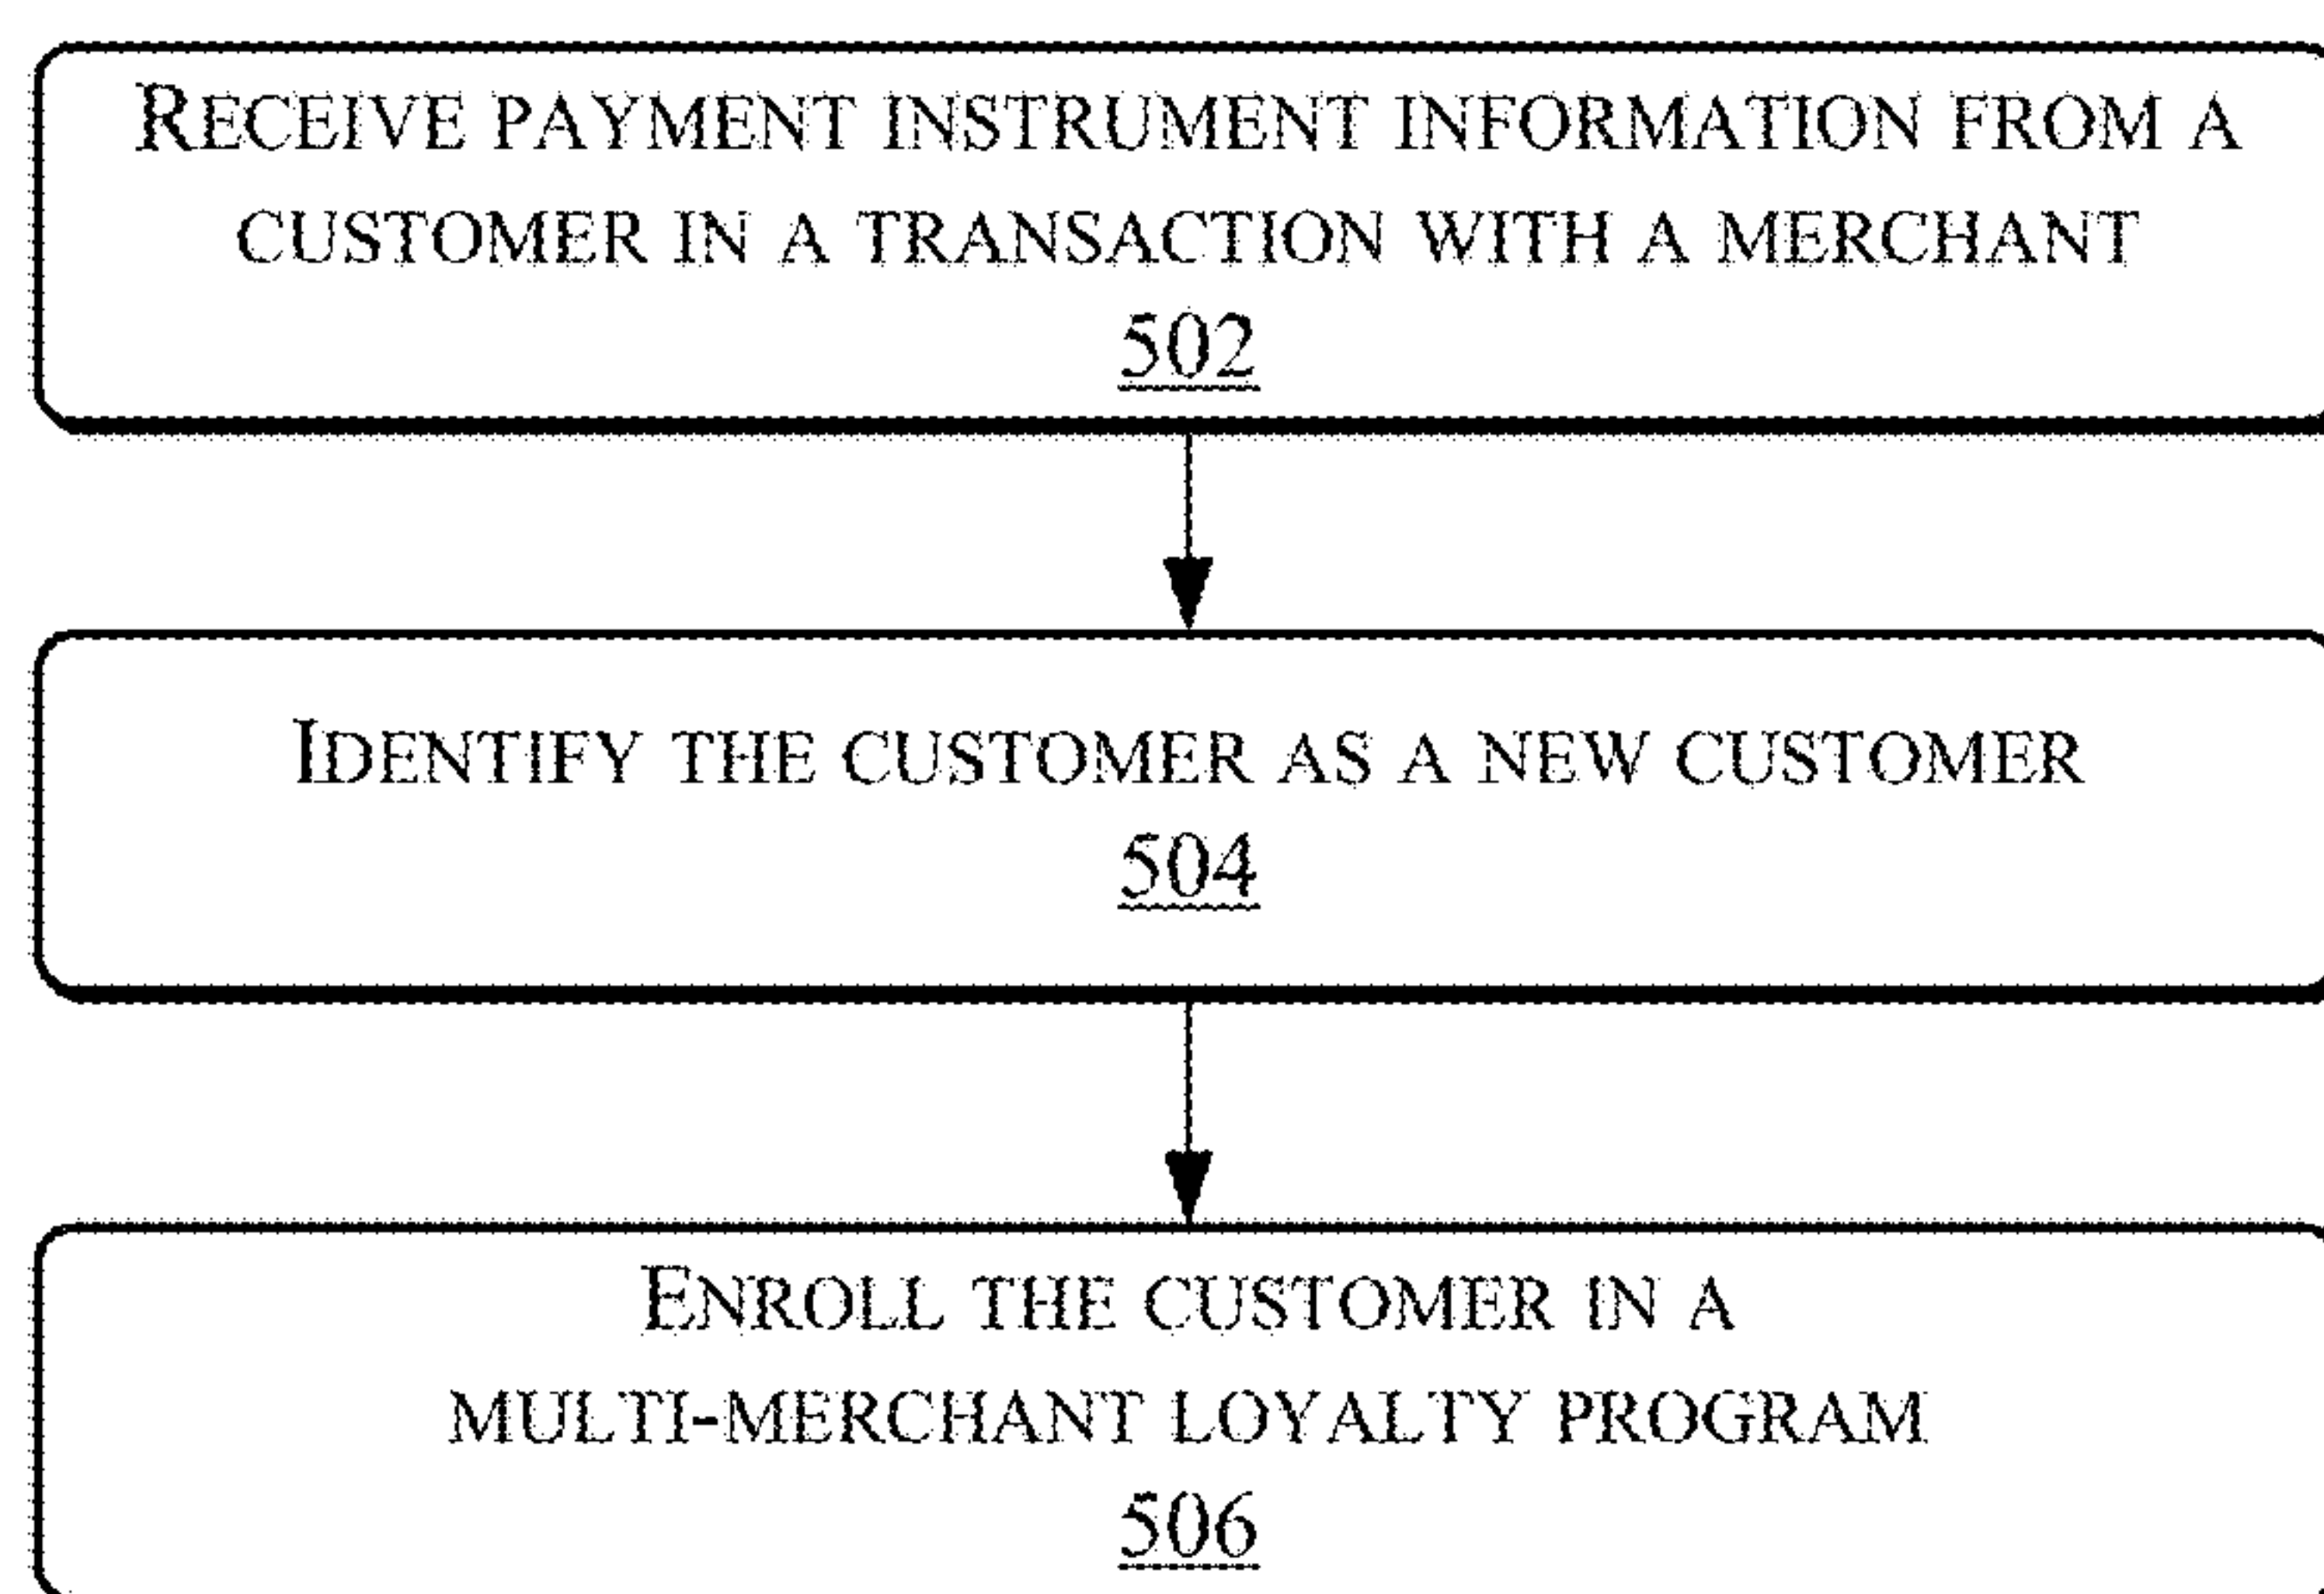 RECEIVE PAYMENT INSTRUMENT INFORMATION FROM A
CUSTOMER IN A TRANSACTION WITH A MERCHANT
502
IDENTIFY THE CUSTOMER AS A NEW CUSTOMER
504
ENROLL THE CUSTOMER IN A
MULTI-MERCHANT LOYALTY PROGRAM
506